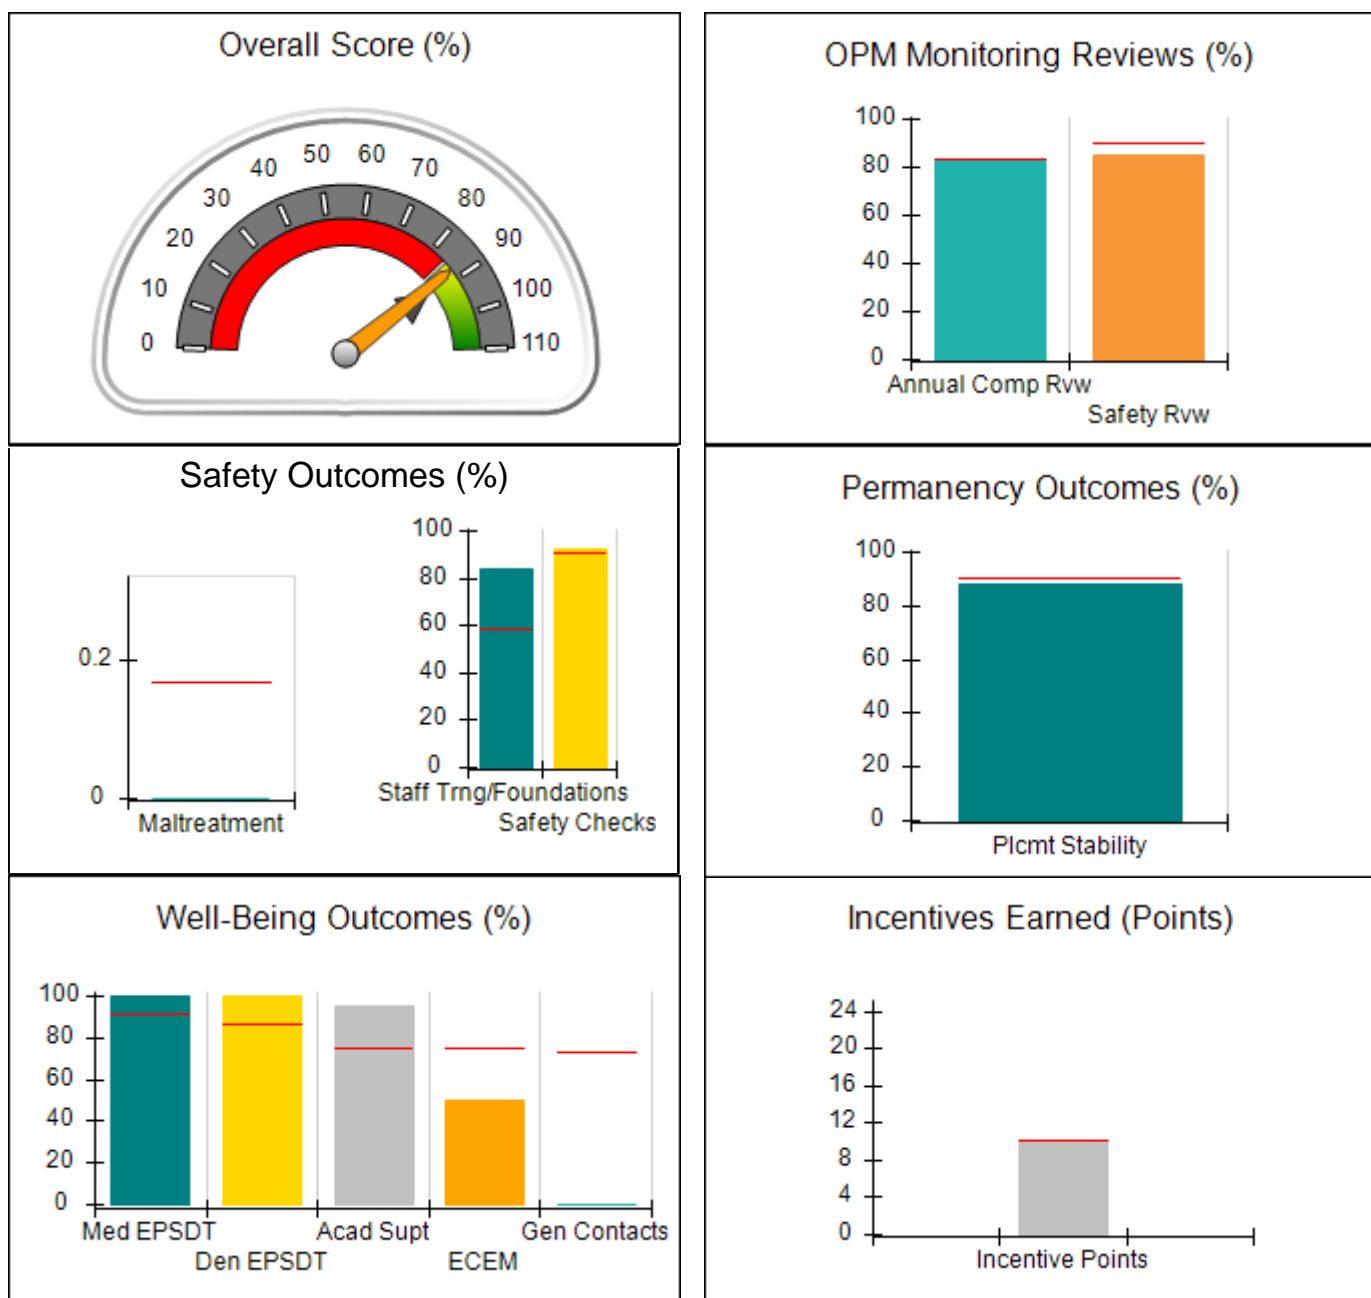 Overall Score (%)
0
10
20
30
40
50
60
70
80
90
100
110
OPM Monitoring Reviews (%)
100
80
60
40
20
0
Annual Comp Rvw
Safety Rvw
Safety Outcomes (%)
0.2
0
Maltreatment
100
80
60
40
20
0
Staff Trng/Foundations
Safety Checks
Permanency Outcomes (%)
100
80
60
40
20
0
Plcmt Stability
Well-Being Outcomes (%)
100
80
60
40
20
0
Med EPSDT
Den EPSDT
Acad Supt
ECEM
Gen Contacts
Incentives Earned (Points)
24
20
16
12
8
4
0
Incentive Points